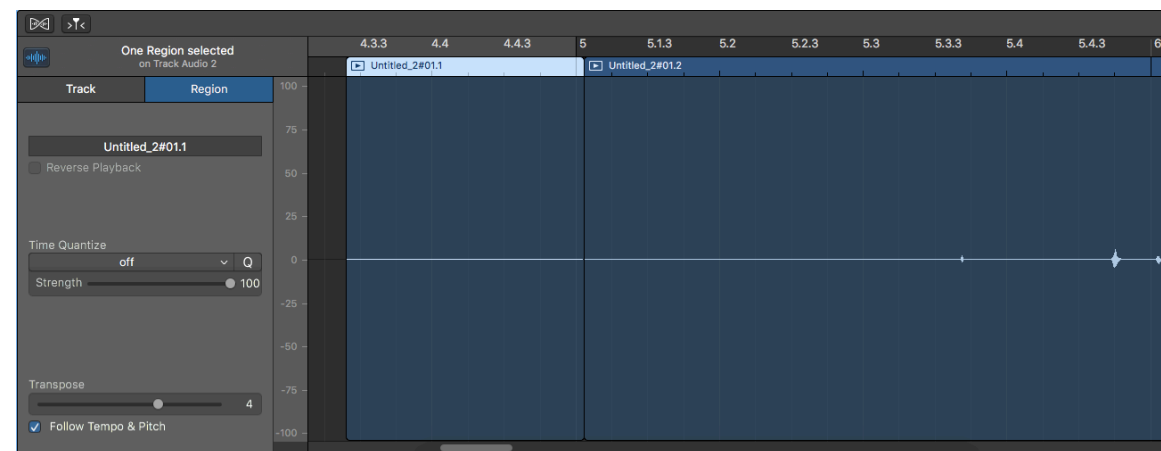 One Region selected
on Track Audio 2
4.3.3 4.4 4.4.3 5 5.1.3 5.2 5.2.3 5.3 5.3.3 5.4 5.4.3 6
Untitled_2#01.1 Untitled_2#01.2
Track Region
100
75
Untitled_2#01.1
Reverse Playback
50
25
Time Quantize
off Q
0
Strength 100
-25
-50
Transpose
-75
4
Follow Tempo & Pitch
-100